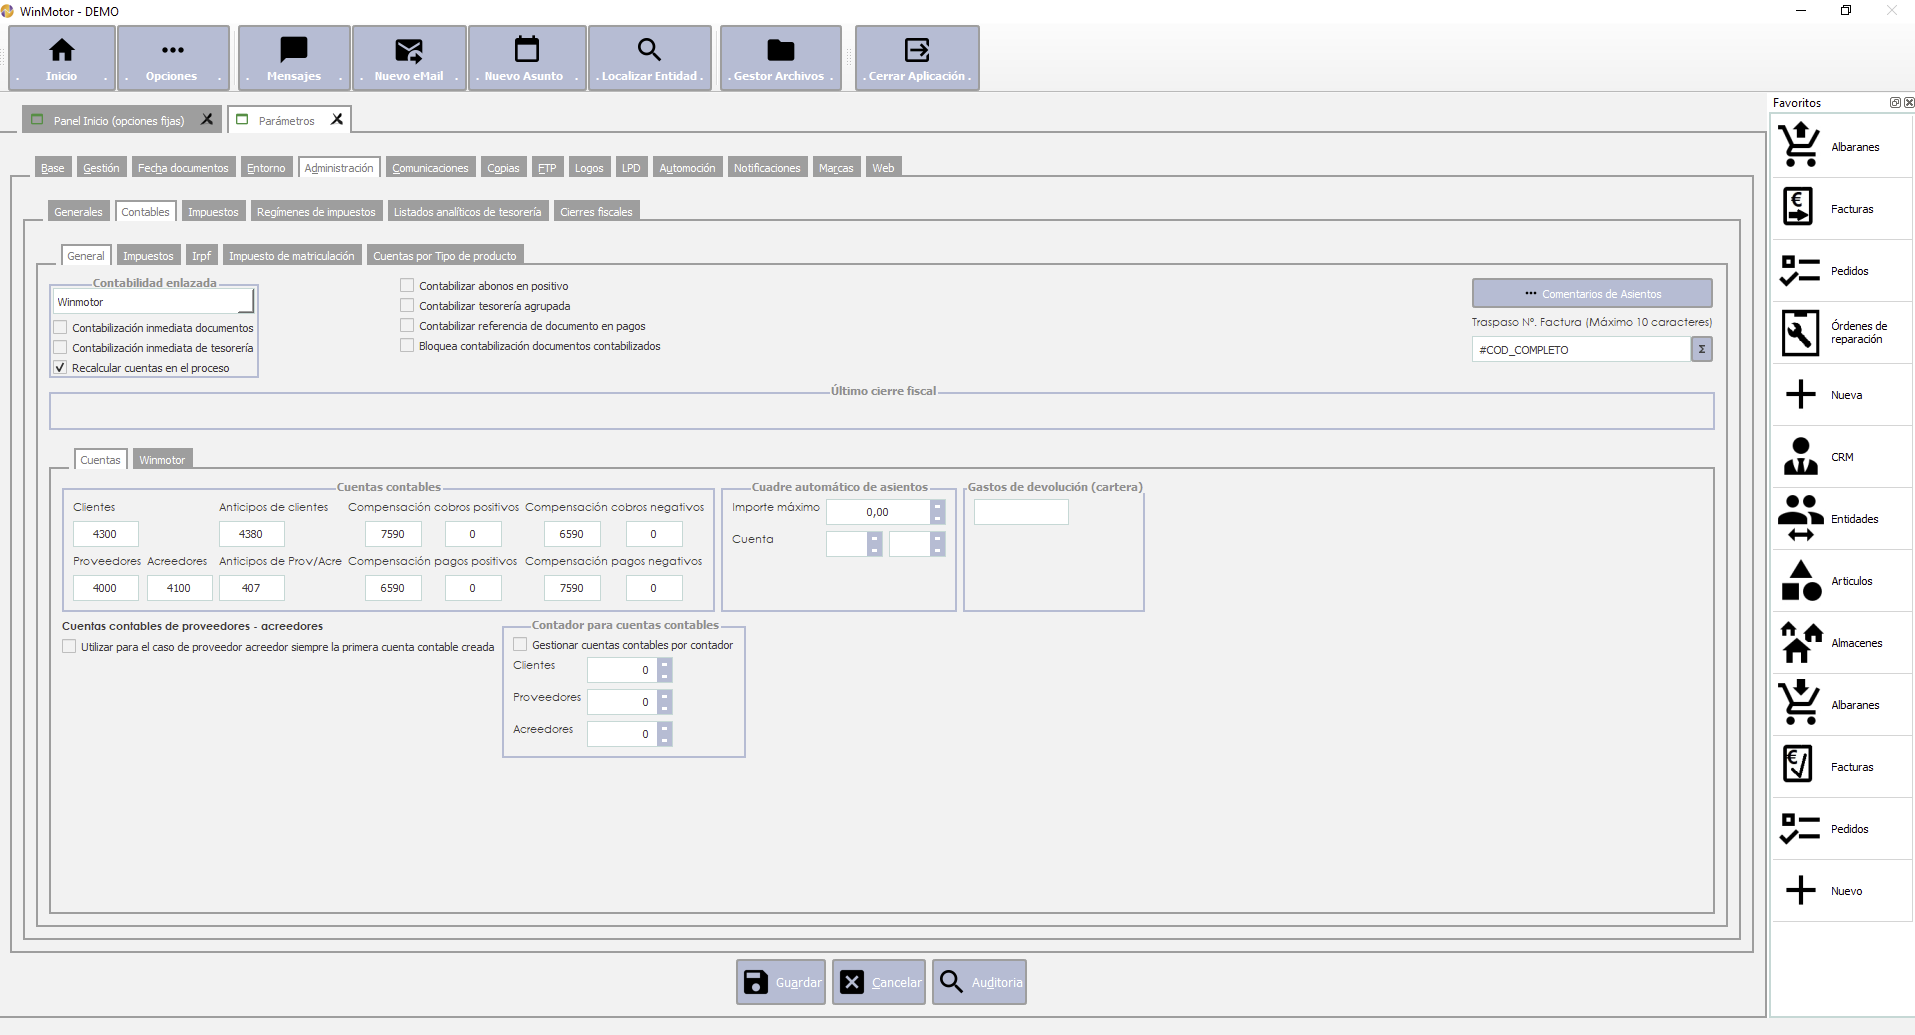 WinMotor - DEMO
. Inicio .
. Opciones .
. Mensajes .
. Nuevo eMail .
. Nuevo Asunto .
. Localizar Entidad .
. Gestor Archivos .
. Cerrar Aplicación .
Panel Inicio (opciones fijas)
Parámetros
Base
Gestión
Fecha documentos
Entorno
Administración
Comunicaciones
Copias
FTP
Logos
LPD
Automoción
Notificaciones
Marcas
Web
Generales
Contables
Impuestos
Regímenes de impuestos
Listados analíticos de tesorería
Cierres fiscales
General
Impuestos
Irpf
Impuesto de matriculación
Cuentas por Tipo de producto
Contabilidad enlazada
Winmotor
Contabilización inmediata documentos
Contabilización inmediata de tesorería
Recalcular cuentas en el proceso
Contabilizar abonos en positivo
Contabilizar tesorería agrupada
Contabilizar referencia de documento en pagos
Bloquea contabilización documentos contabilizados
Comentarios de Asientos
Traspaso Nº. Factura (Máximo 10 caracteres)
#COD_COMPLETO Σ
Último cierre fiscal
Cuentas
Winmotor
Cuentas contables
Clientes Anticipos de clientes Compensación cobros positivos Compensación cobros negativos
4300 4380 7590 0 6590 0
Proveedores Acreedores Anticipos de Prov/Acre Compensación pagos positivos Compensación pagos negativos
4000 4100 407 6590 0 7590 0
Cuadre automático de asientos
Importe máximo 0,00
Cuenta
Gastos de devolución (cartera)
Cuentas contables de proveedores - acreedores
Utilizar para el caso de proveedor acreedor siempre la primera cuenta contable creada
Contador para cuentas contables
Gestionar cuentas contables por contador
Clientes 0
Proveedores 0
Acreedores 0
Guardar
Cancelar
Auditoria
Favoritos
Albaranes
Facturas
Pedidos
Órdenes de
reparación
Nueva
CRM
Entidades
Articulos
Almacenes
Albaranes
Facturas
Pedidos
Nuevo